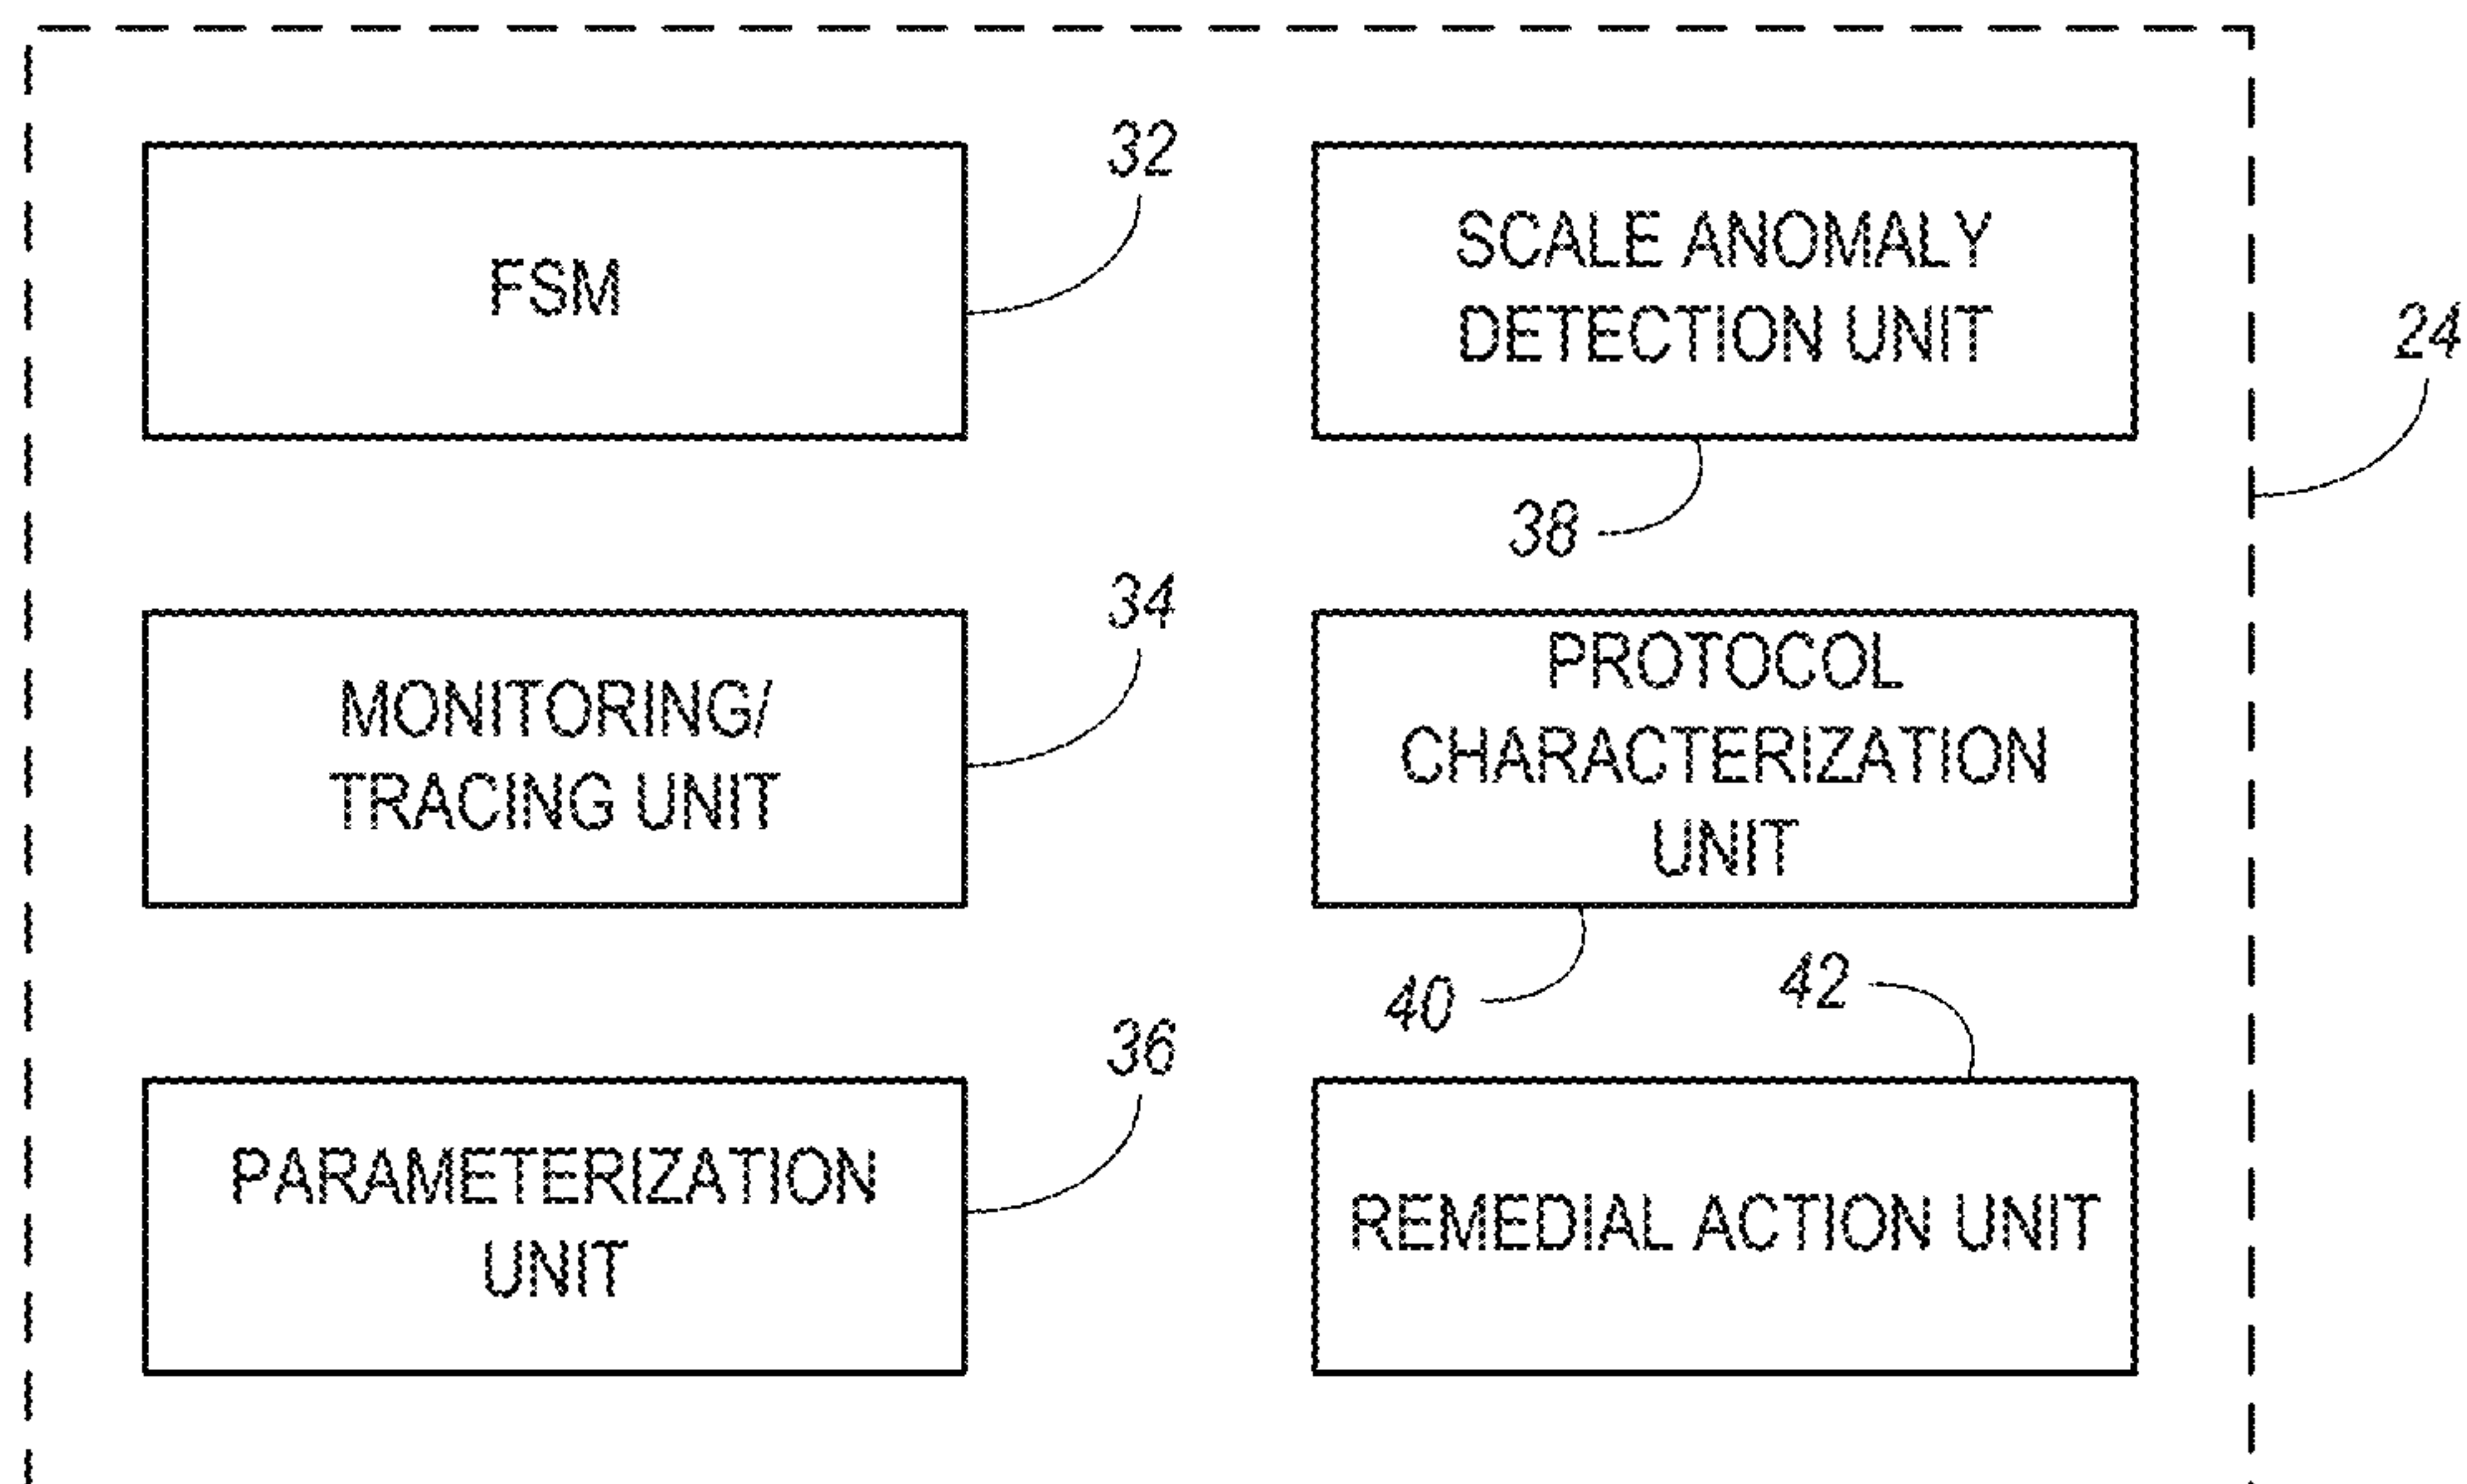 32
FSM
SCALE ANOMALY
DETECTION UNIT
24
38
34
MONITORING/
TRACING UNIT
PROTOCOL
CHARACTERIZATION
UNIT
40
42
36
PARAMETERIZATION
UNIT
REMEDIAL ACTION UNIT